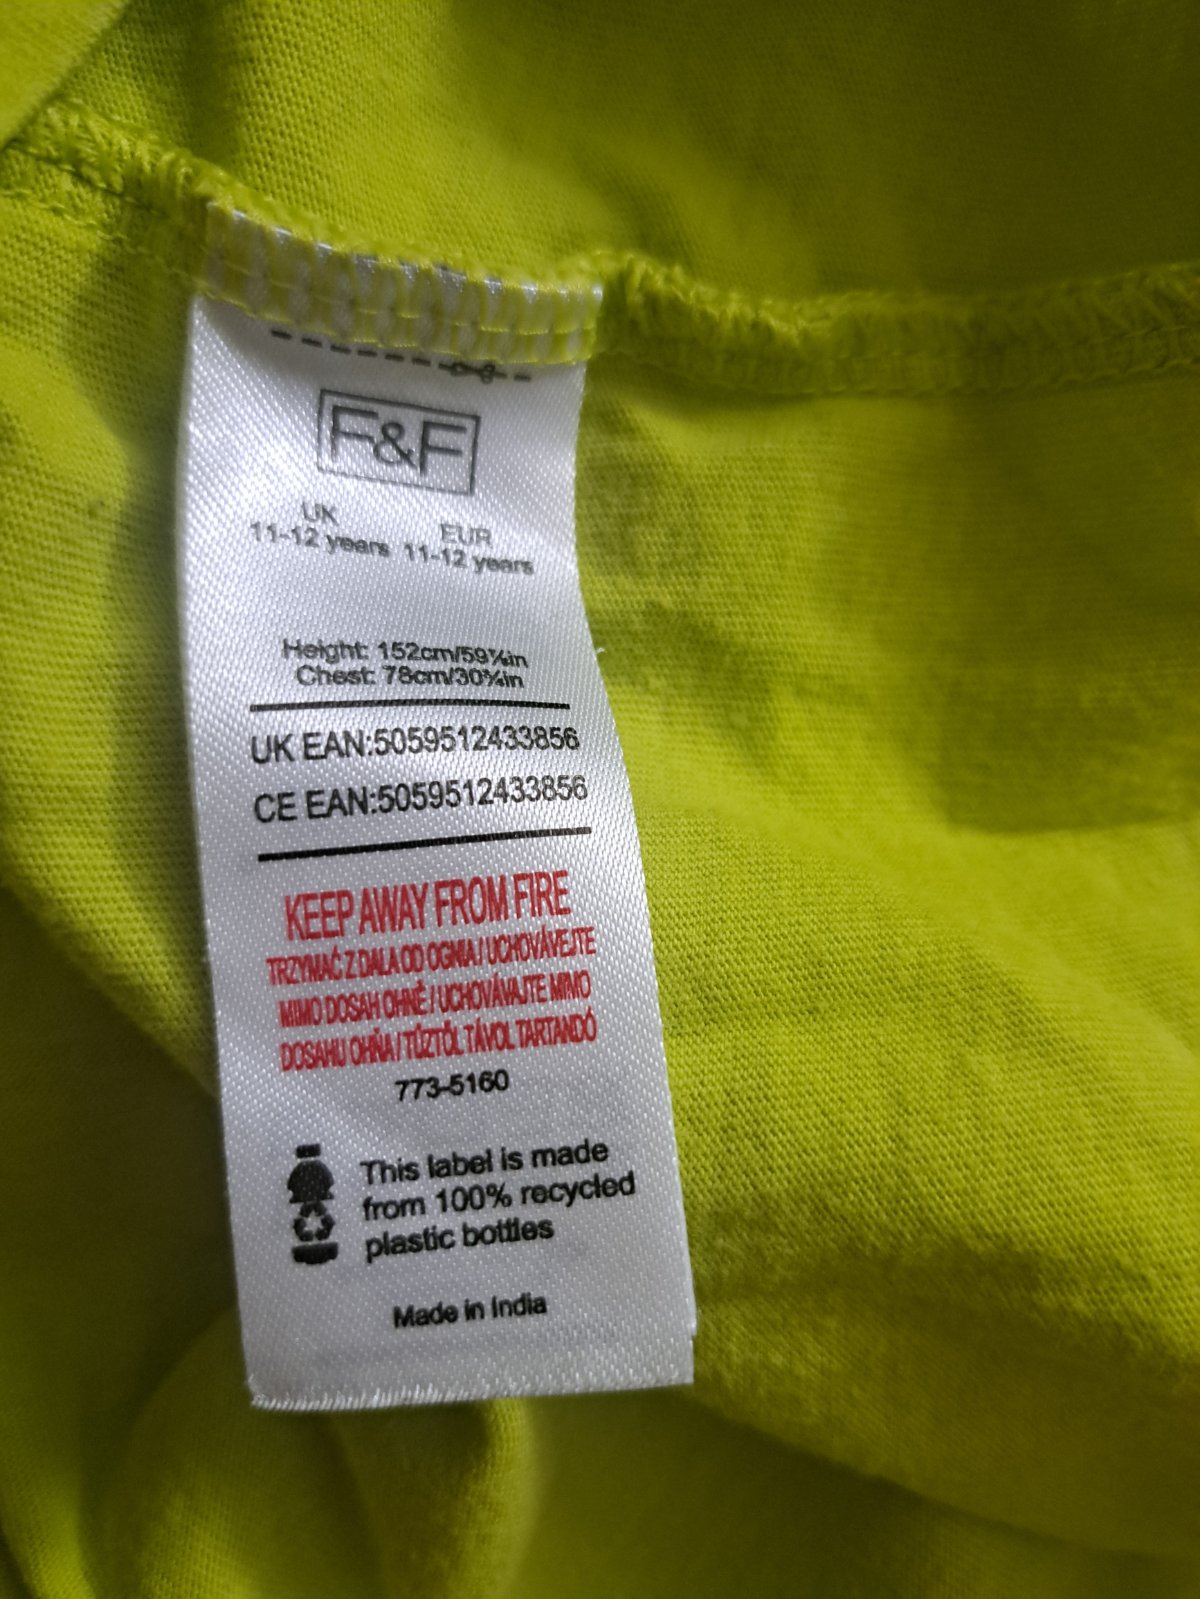 F&F
UK
11-12 years
EUR
11-12 years
Height: 152cm/59¾in
Chest: 78cm/30¾in
UK EAN:5059512433856
CE EAN:5059512433856
KEEP AWAY FROM FIRE
TRZYMAĆ Z DALA OD OGNIA / UCHOVÁVEJTE
MIMO DOSAH OHNĚ / UCHOVÁVAJTE MIMO
DOSAHU OHŇA / TŰZTŐL TÁVOL TARTANDÓ
773-5160
This label is made
from 100% recycled
plastic bottles
Made in India